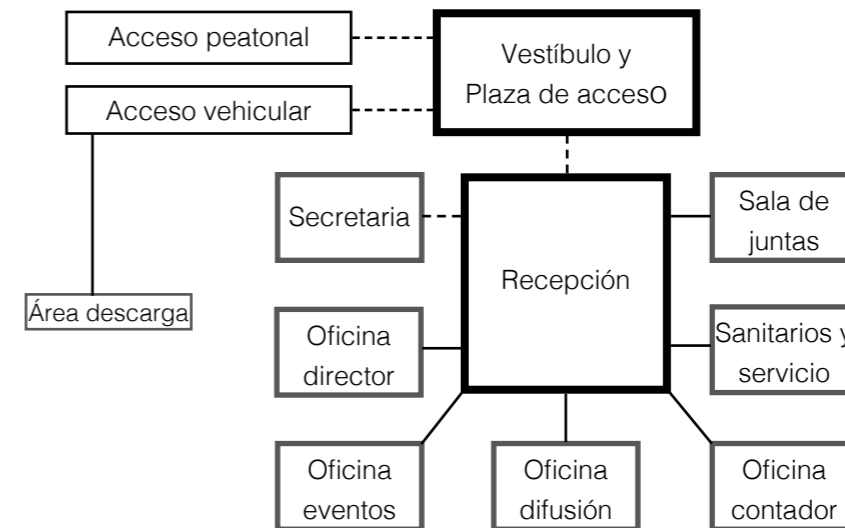 Acceso peatonal
Vestíbulo y
Plaza de acceso
Acceso vehicular
Secretaria
Recepción
Sala de
juntas
Área descarga
Oficina
director
Sanitarios y
servicio
Oficina
eventos
Oficina
difusión
Oficina
contador